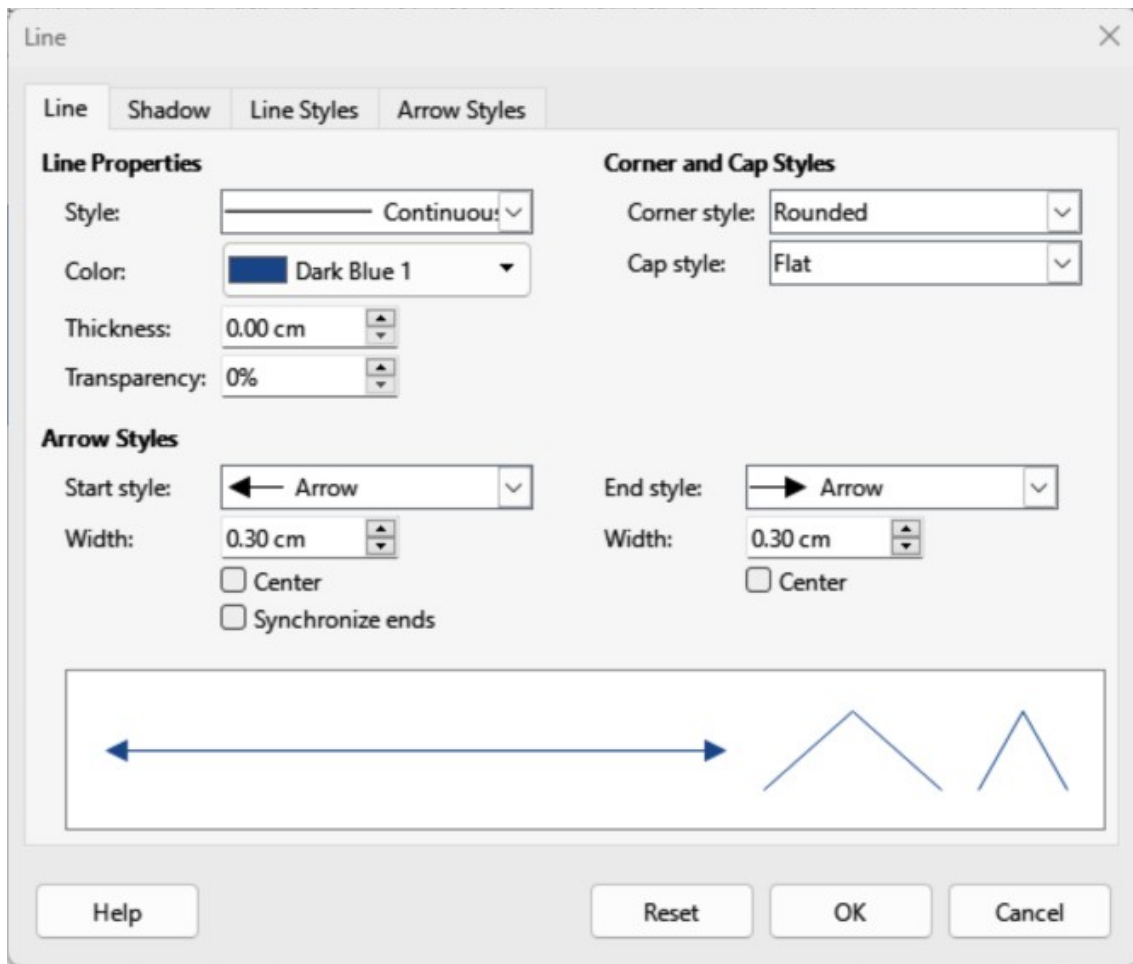 Line
Line Shadow Line Styles Arrow Styles
Line Properties
Style: Continuous
Color: Dark Blue 1
Thickness: 0.00 cm
Transparency: 0%
Corner and Cap Styles
Corner style: Rounded
Cap style: Flat
Arrow Styles
Start style: Arrow
Width: 0.30 cm
Center
Synchronize ends
End style: Arrow
Width: 0.30 cm
Center
Help Reset OK Cancel